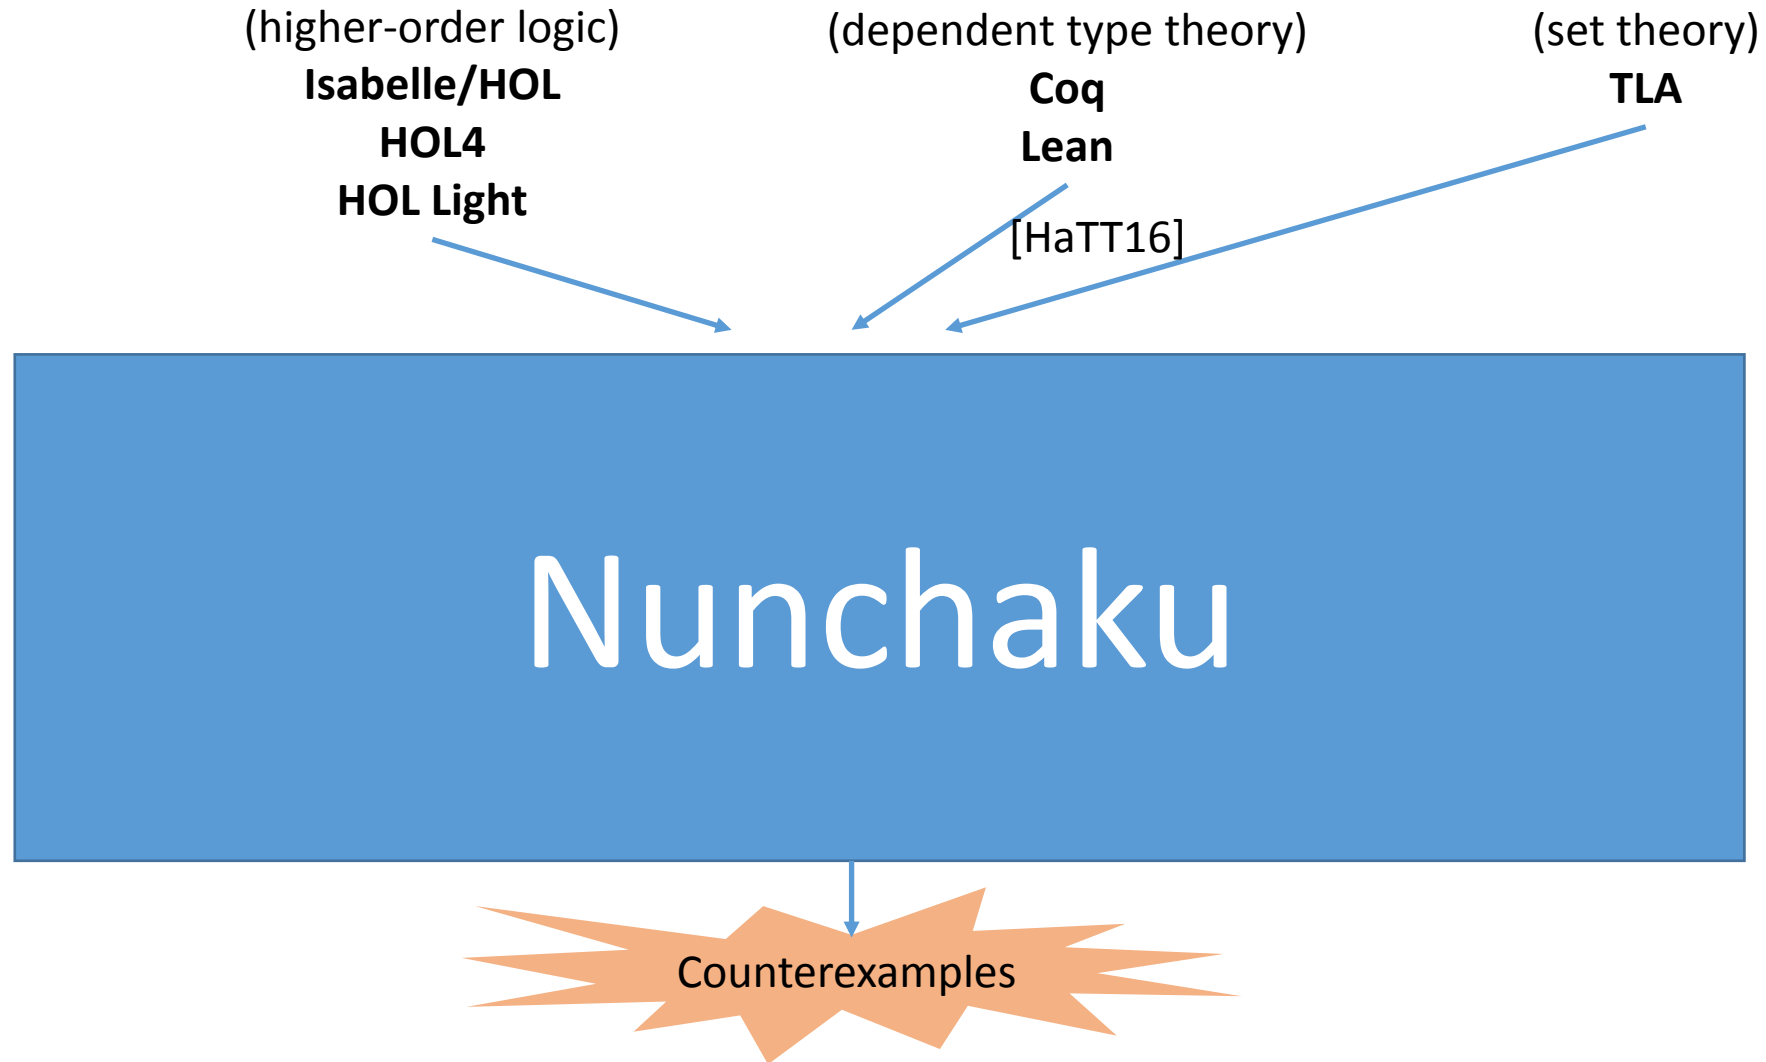 (higher-order logic)
Isabelle/HOL
HOL4
HOL Light
(dependent type theory)
Coq
Lean
[HaTT16]
(set theory)
TLA
Nunchaku
Counterexamples